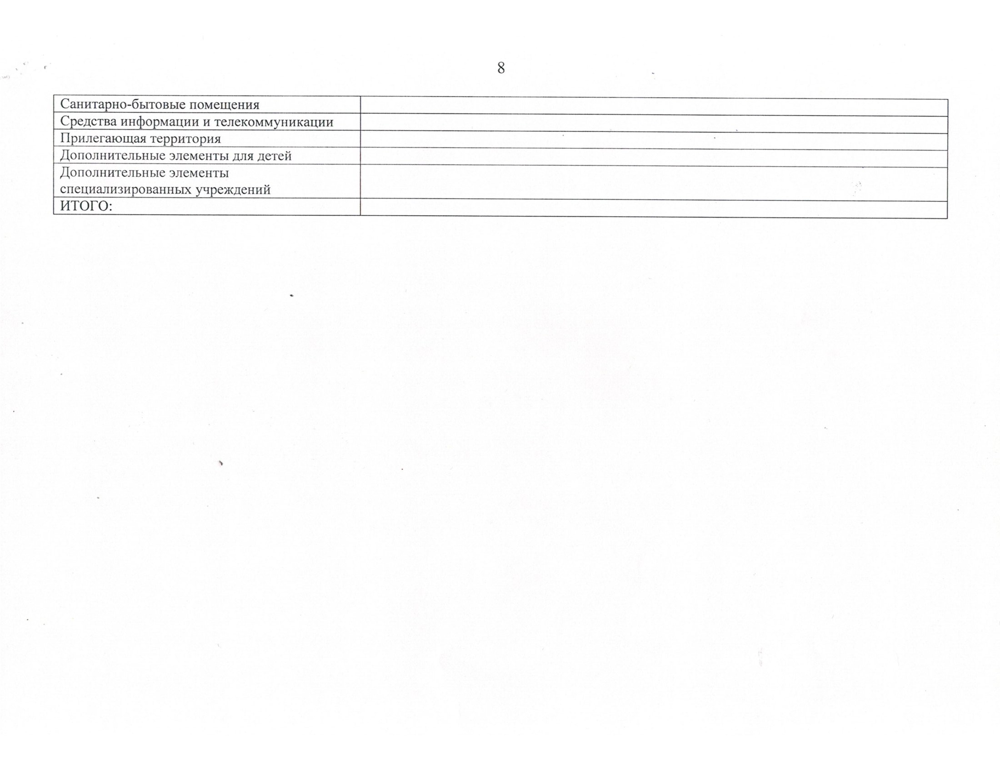 8
Санитарно-бытовые помещения
Средства информации и телекоммуникации
Прилегающая территория
Дополнительные элементы для детей
Дополнительные элементы
специализированных учреждений
ИТОГО: